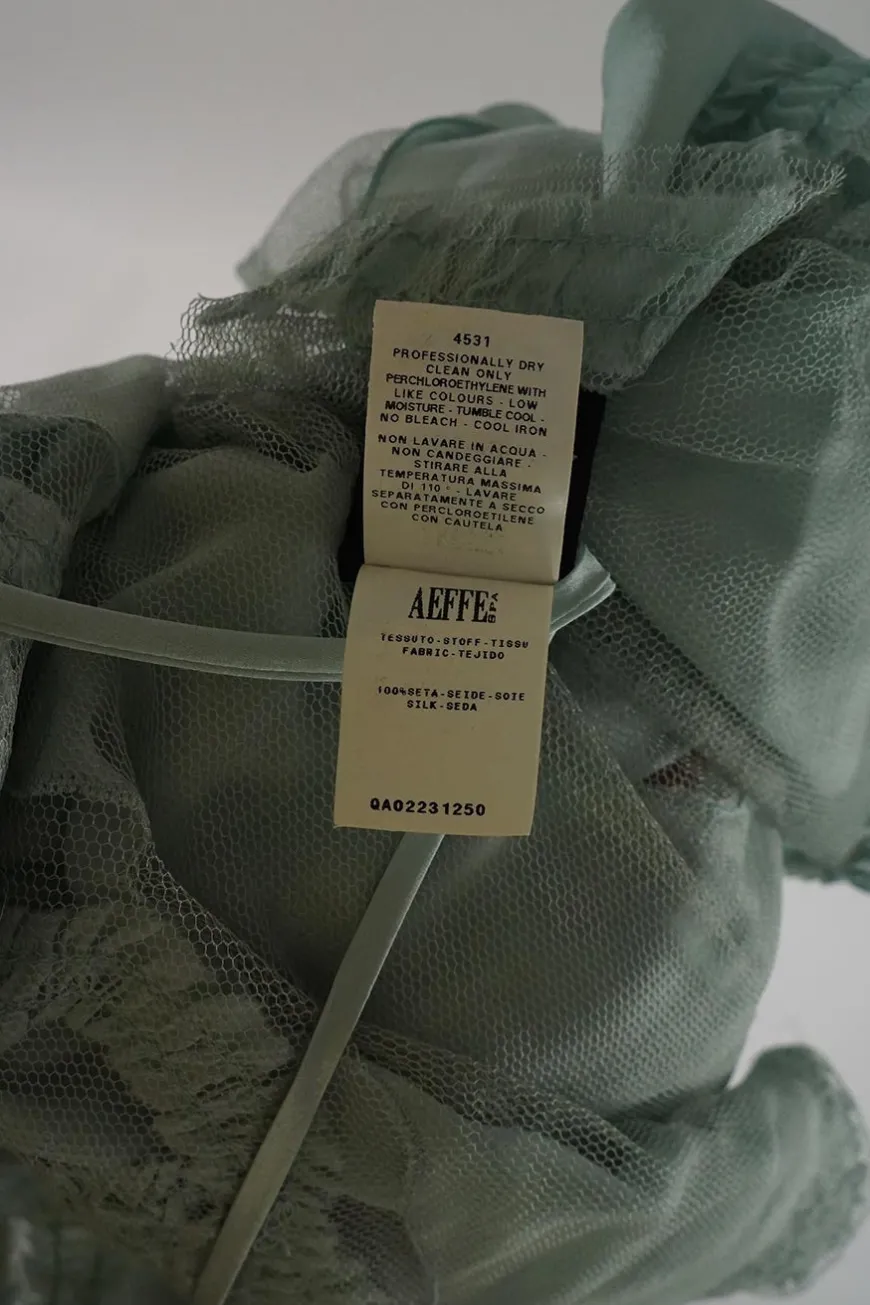 4531
PROFESSIONALLY DRY
CLEAN ONLY
PERCHLOROETHYLENE WITH
LIKE COLOURS - LOW
MOISTURE - TUMBLE COOL -
NO BLEACH - COOL IRON
NON LAVARE IN ACQUA -
NON CANDEGGIARE -
STIRARE ALLA
TEMPERATURA MASSIMA
DI 110 ° - LAVARE
SEPARATAMENTE A SECCO
CON PERCLOROETILENE
CON CAUTELA
AEFFE SPA
TESSUTO-STOFF-TISSU
FABRIC-TEJIDO
100%SETA-SEIDE-SOIE
SILK-SEDA
QA02231250